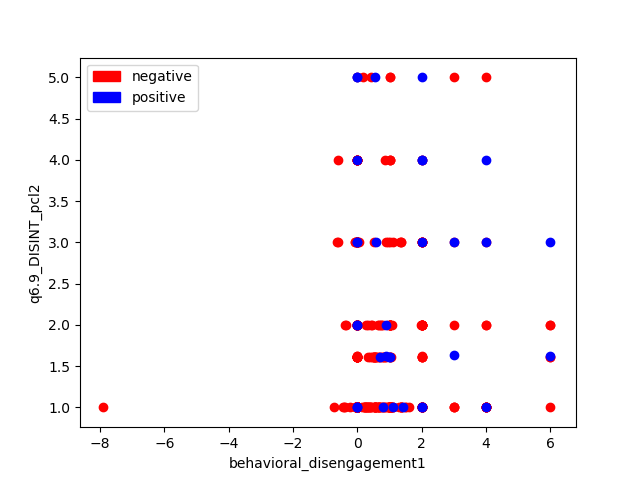 negative
positive
5.0
4.5
4.0
3.5
3.0
2.5
2.0
1.5
1.0
q6.9_DISINT_pcl2
−8 −6 −4 −2 0 2 4 6
behavioral_disengagement1